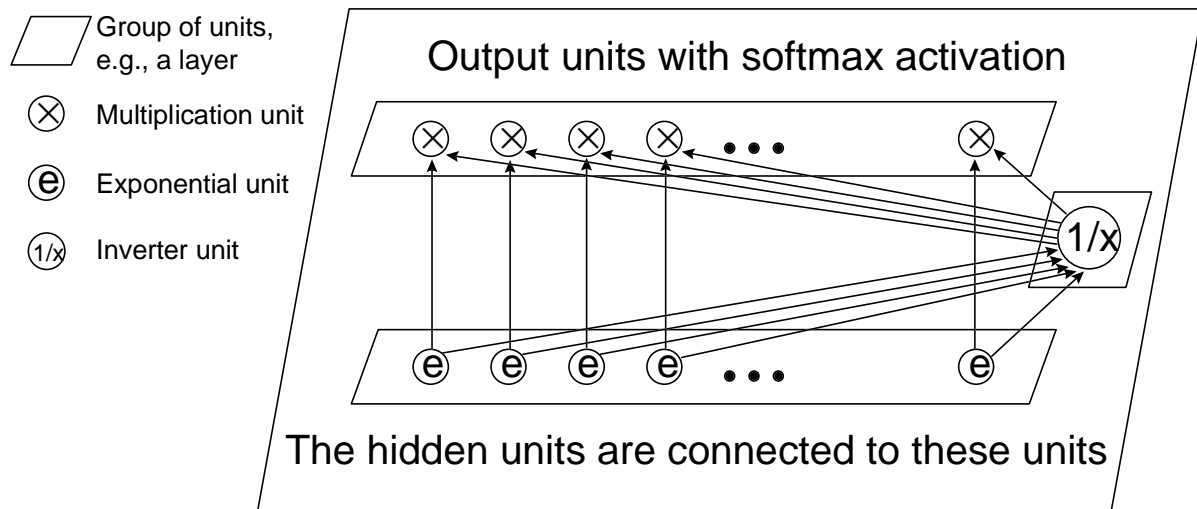 Group of units,
e.g., a layer
Multiplication unit
e Exponential unit
1/x Inverter unit
Output units with softmax activation
1/x
e e e e e
The hidden units are connected to these units